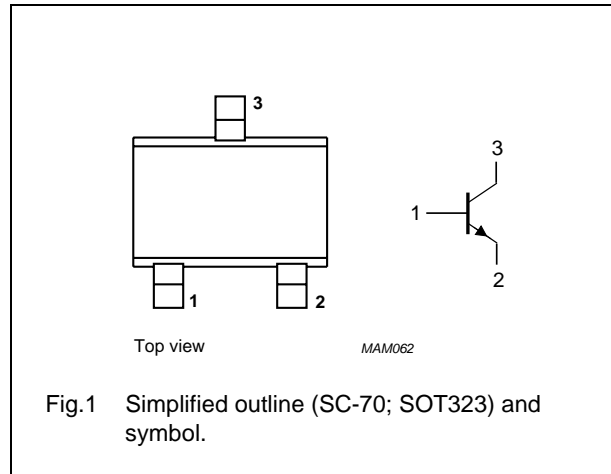 3
3
1
1
2
2
Top view
MAM062
Fig.1 Simplified outline (SC-70; SOT323) and
symbol.